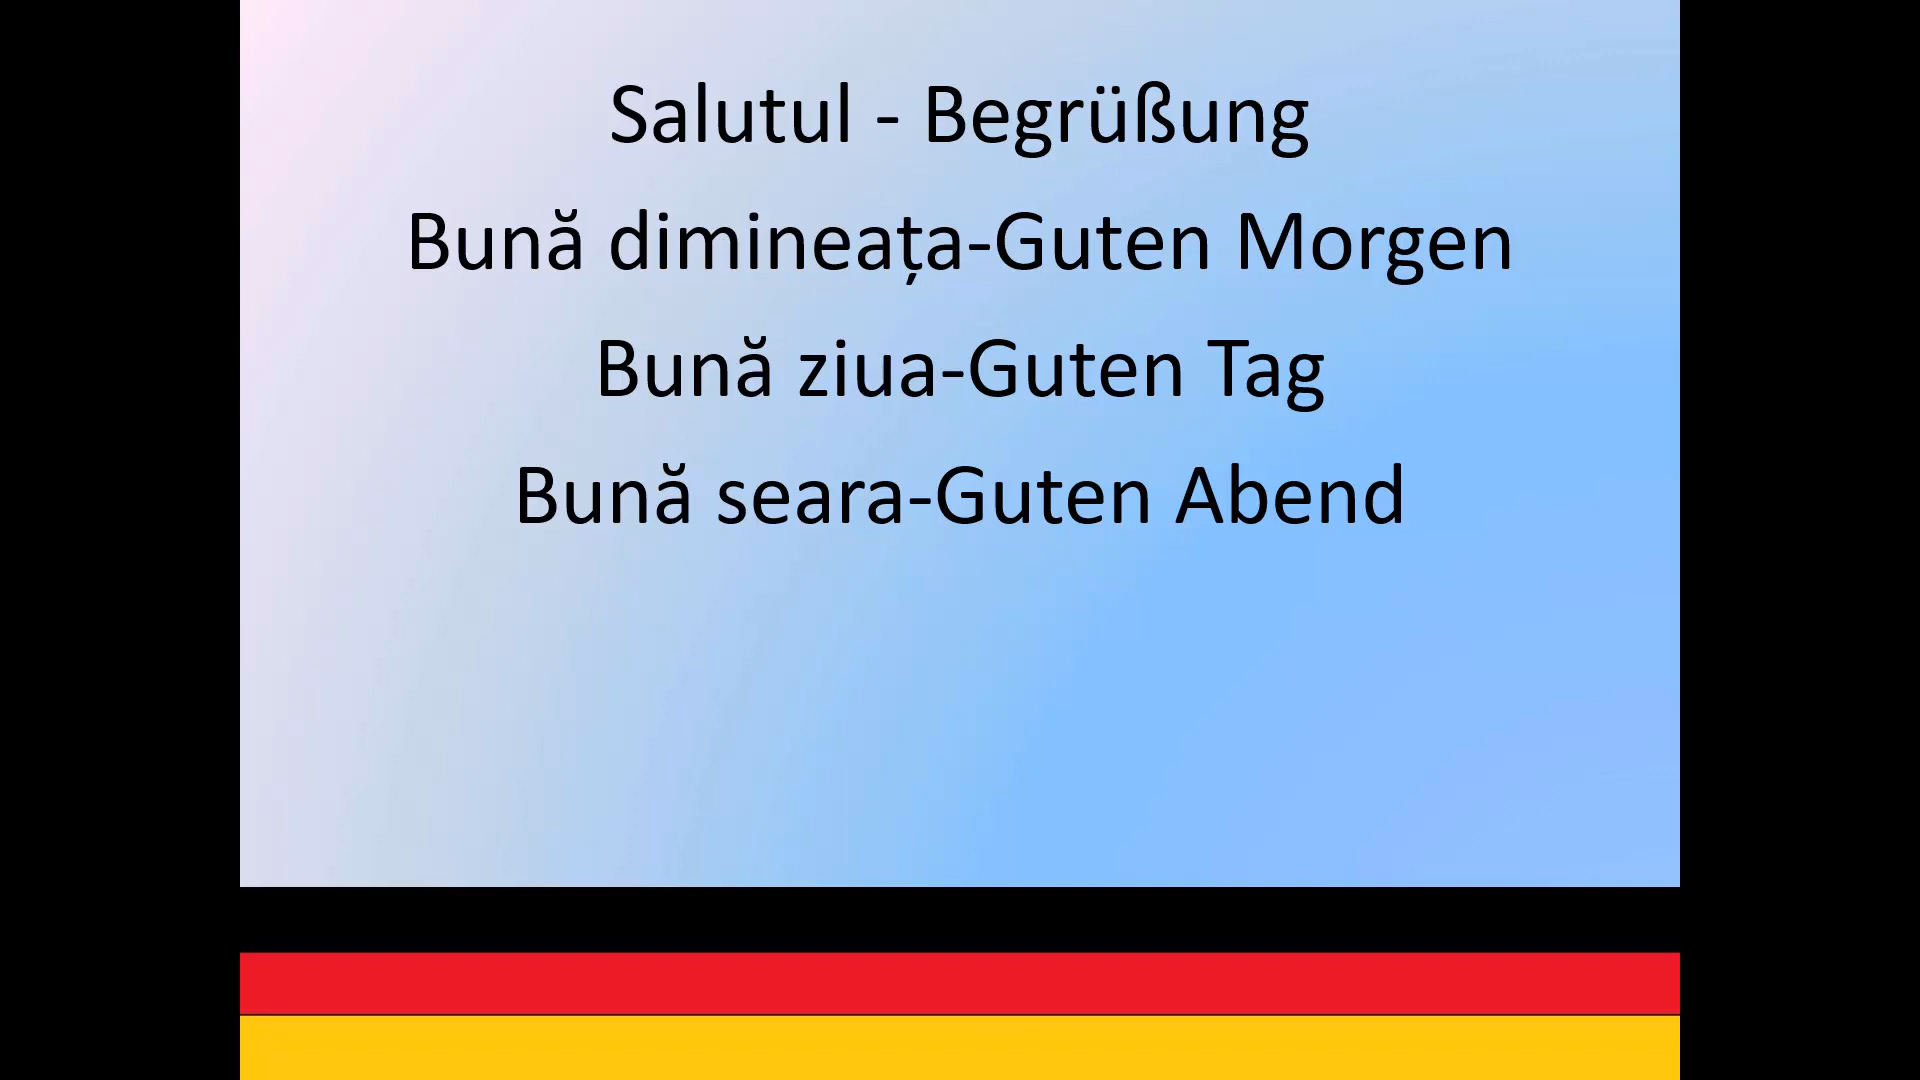 Salutul - Begrüßung
Bună dimineața-Guten Morgen
Bună ziua-Guten Tag
Bună seara-Guten Abend